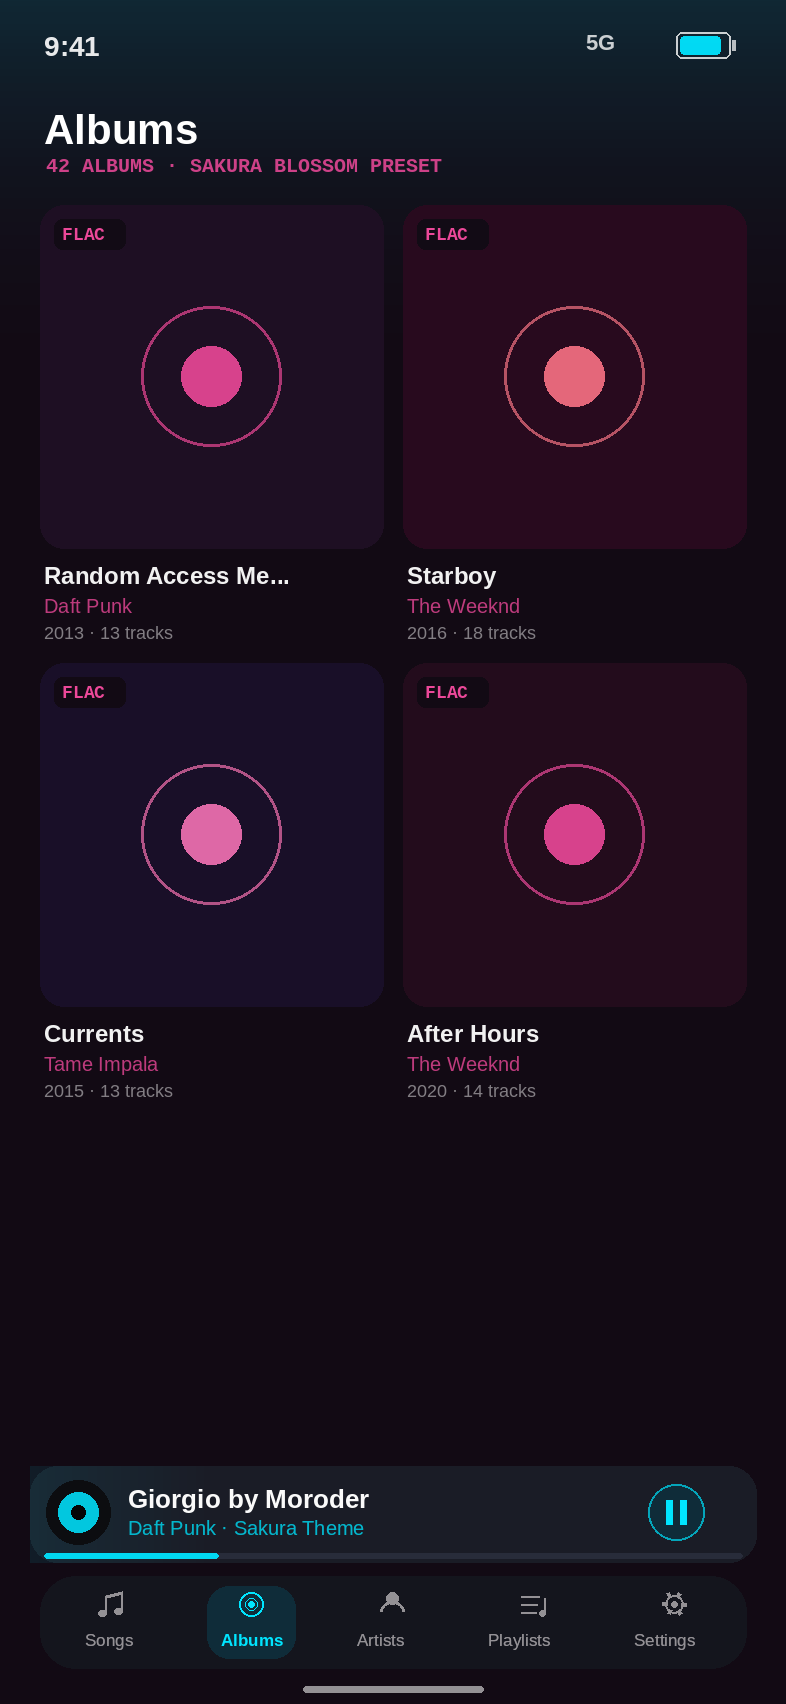 9:41
5G
Albums
42 ALBUMS · SAKURA BLOSSOM PRESET
FLAC
FLAC
Random Access Me...
Starboy
Daft Punk
The Weeknd
2013 · 13 tracks
2016 · 18 tracks
FLAC
FLAC
Currents
After Hours
Tame Impala
The Weeknd
2015 · 13 tracks
2020 · 14 tracks
Giorgio by Moroder
Daft Punk · Sakura Theme
Songs
Albums
Artists
Playlists
Settings